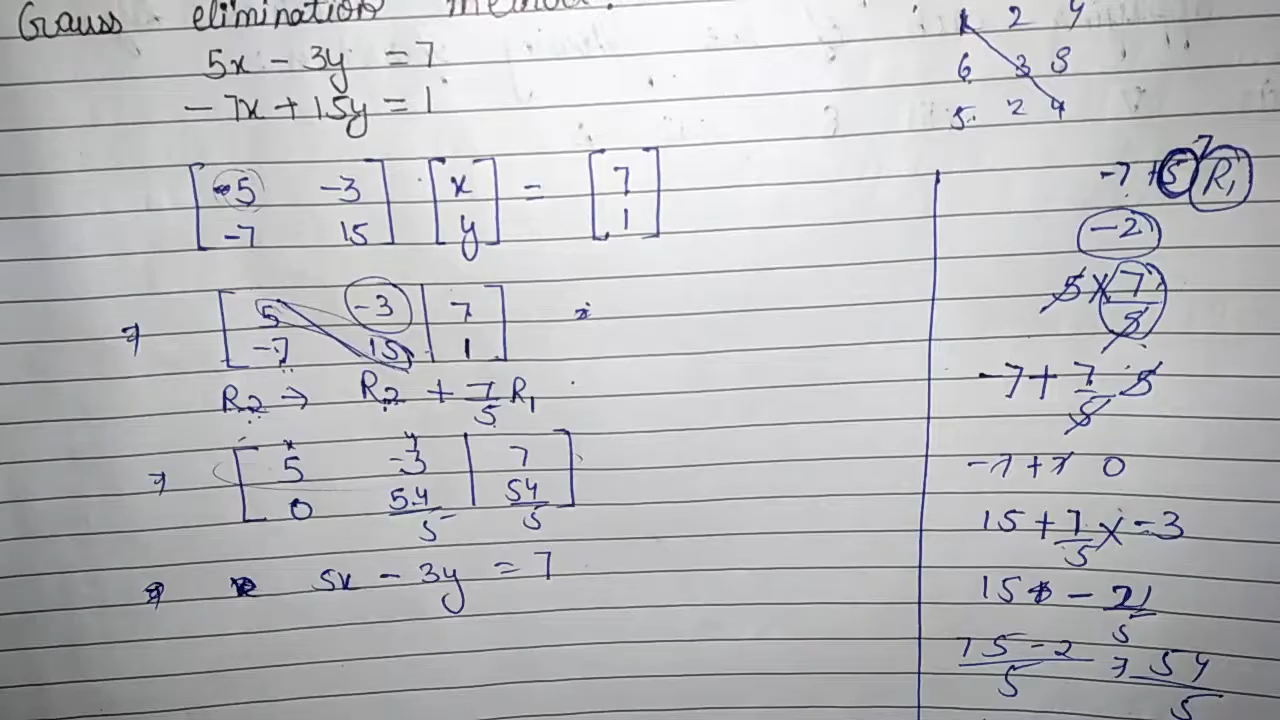 Gauss elimination method.
5x - 3y = 7
- 7x + 15y = 1
[ 5 -3 ] [ x ] = [ 7 ]
[ -7 15 ] [ y ] [ 1 ]
⇒ [ 5 -3 | 7 ]
[ -7 15 | 1 ]
R2 → R2 + 7/5 R1
x y
⇒ [ 5 -3 | 7 ]
[ 0 54/5 | 54/5 ]
⇒ 5x - 3y = 7
1 2 4
6 3 8
5 2 4
-7 + 5 R1
-2
5 x 7/5
-7 + 7/5 . 5
-7 + 7 0
15 + 7/5 x -3
15 - 21/5
75 - 2 / 5 ⇒ 54/5